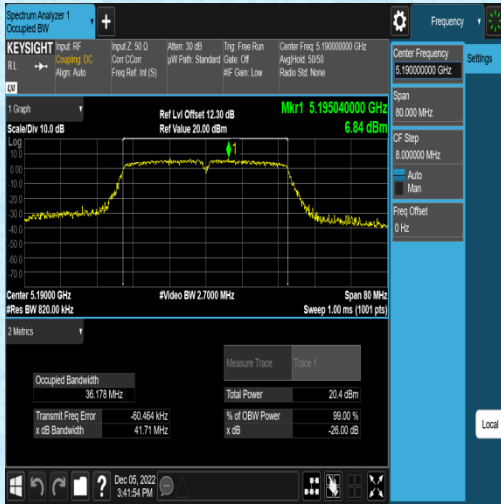 Spectrum Analyzer 1
Occupied BW
+
Frequency
KEYSIGHT
RL
Input: RF
Coupling: DC
Align: Auto
Input Z: 50 Ω
Corr CCorr
Freq Ref: Int (S)
Atten: 30 dB
µW Path: Standard
Trig: Free Run
Gate: Off
#IF Gain: Low
Center Freq: 5.190000000 GHz
Avg|Hold: 50/50
Radio Std: None
LXI
1 Graph
Scale/Div 10.0 dB
Ref Lvl Offset 12.30 dB
Ref Value 20.00 dBm
Mkr1 5.195040000 GHz
6.84 dBm
Log
10.0
0.00
-10.0
-20.0
-30.0
-40.0
-50.0
-60.0
-70.0
1
Center 5.19000 GHz
#Res BW 820.00 kHz
#Video BW 2.7000 MHz
Span 80 MHz
Sweep 1.00 ms (1001 pts)
2 Metrics
Measure Trace
Trace 1
Occupied Bandwidth
36.178 MHz
Total Power
20.4 dBm
Transmit Freq Error
-60.464 kHz
% of OBW Power
99.00 %
x dB Bandwidth
41.71 MHz
x dB
-26.00 dB
Center Frequency
5.190000000 GHz
Settings
Span
80.000 MHz
CF Step
8.000000 MHz
Auto
Man
Freq Offset
0 Hz
Local
?
Dec 05, 2022
3:41:54 PM